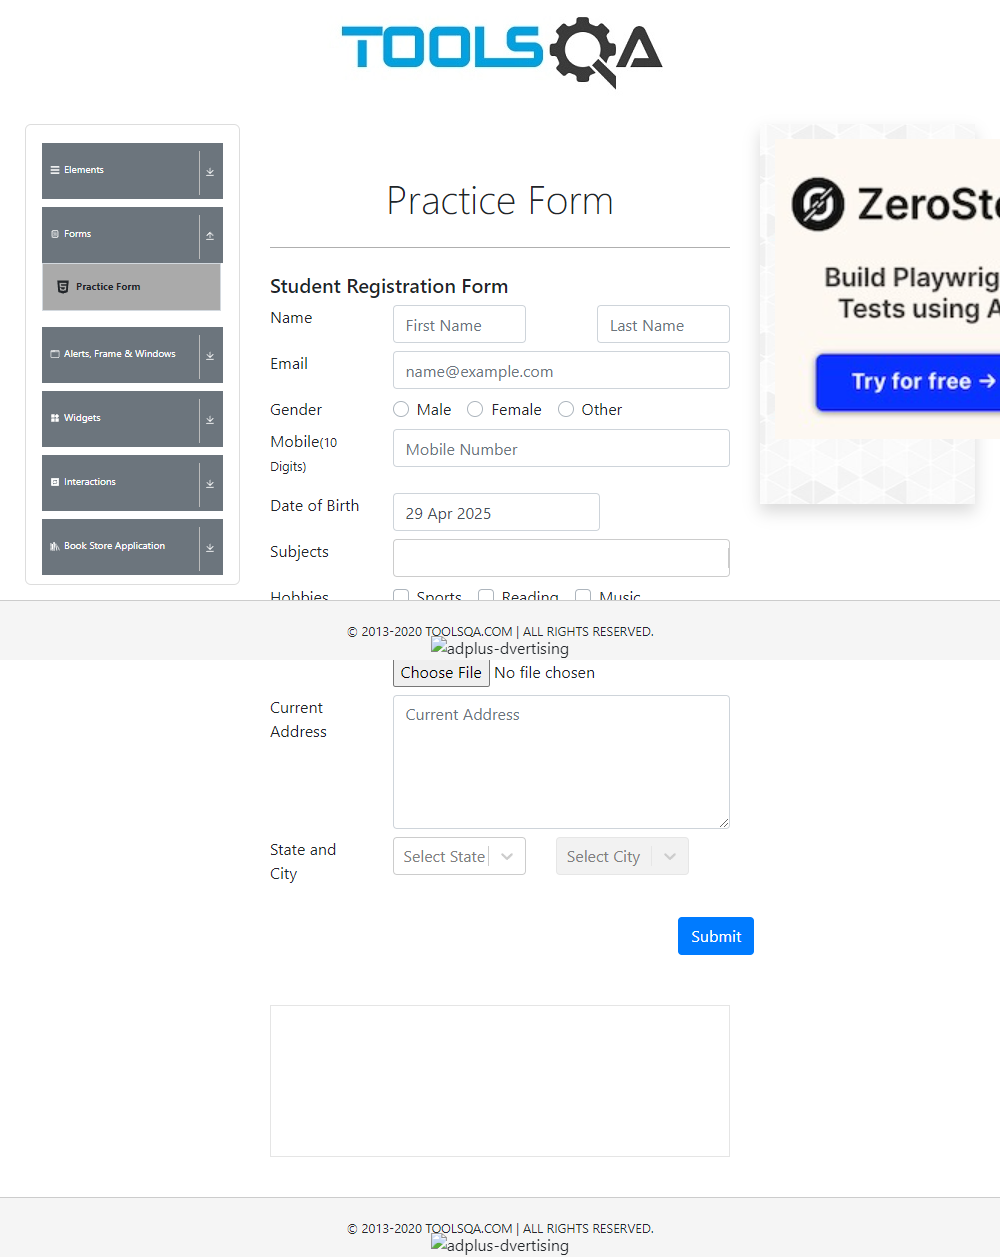 TOOLSQA
Elements
Forms
Practice Form
Alerts, Frame & Windows
Widgets
Interactions
Book Store Application
Practice Form
Student Registration Form
Name
First Name
Last Name
Email
name@example.com
Gender
Male
Female
Other
Mobile(10
Digits)
Mobile Number
Date of Birth
29 Apr 2025
Subjects
Hobbies
Sports
Reading
Music
© 2013-2020 TOOLSQA.COM | ALL RIGHTS RESERVED.
adplus-dvertising
Choose File No file chosen
Current
Address
Current Address
State and
City
Select State
Select City
Submit
© 2013-2020 TOOLSQA.COM | ALL RIGHTS RESERVED.
adplus-dvertising
ZeroSte
Build Playwrig
Tests using A
Try for free →